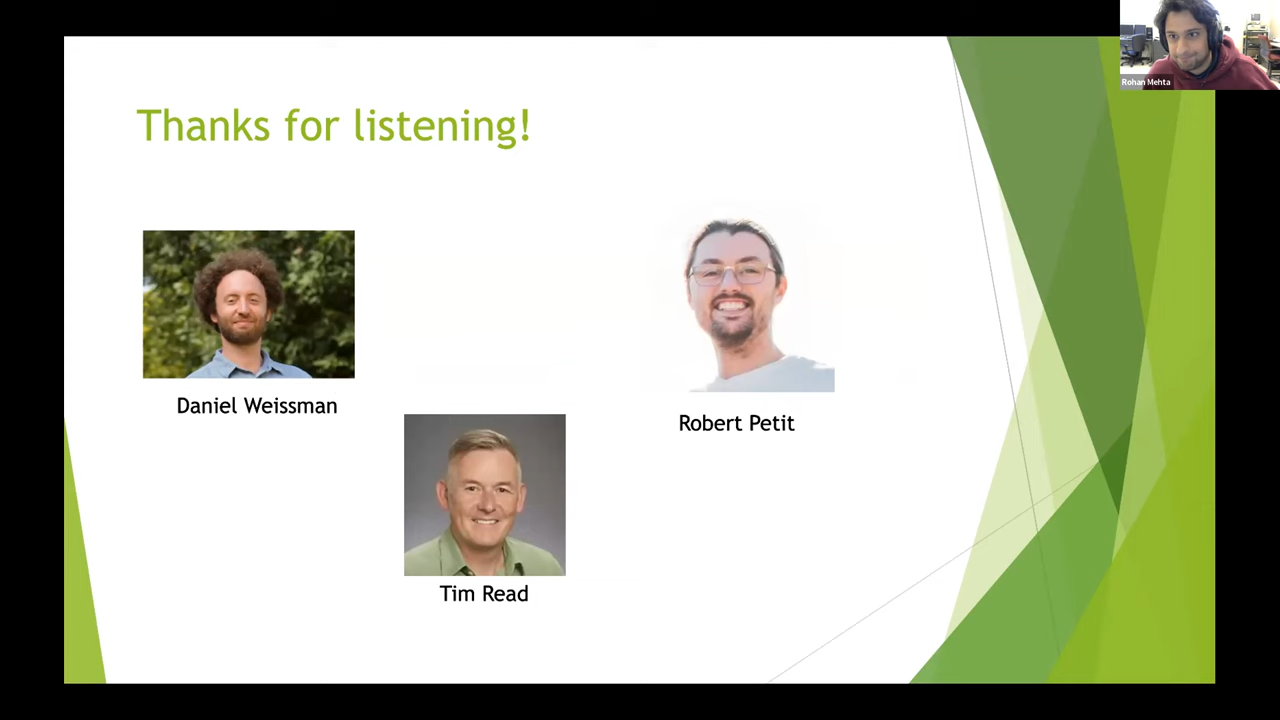 Rohan Mehta
Thanks for listening!
Daniel Weissman
Robert Petit
Tim Read